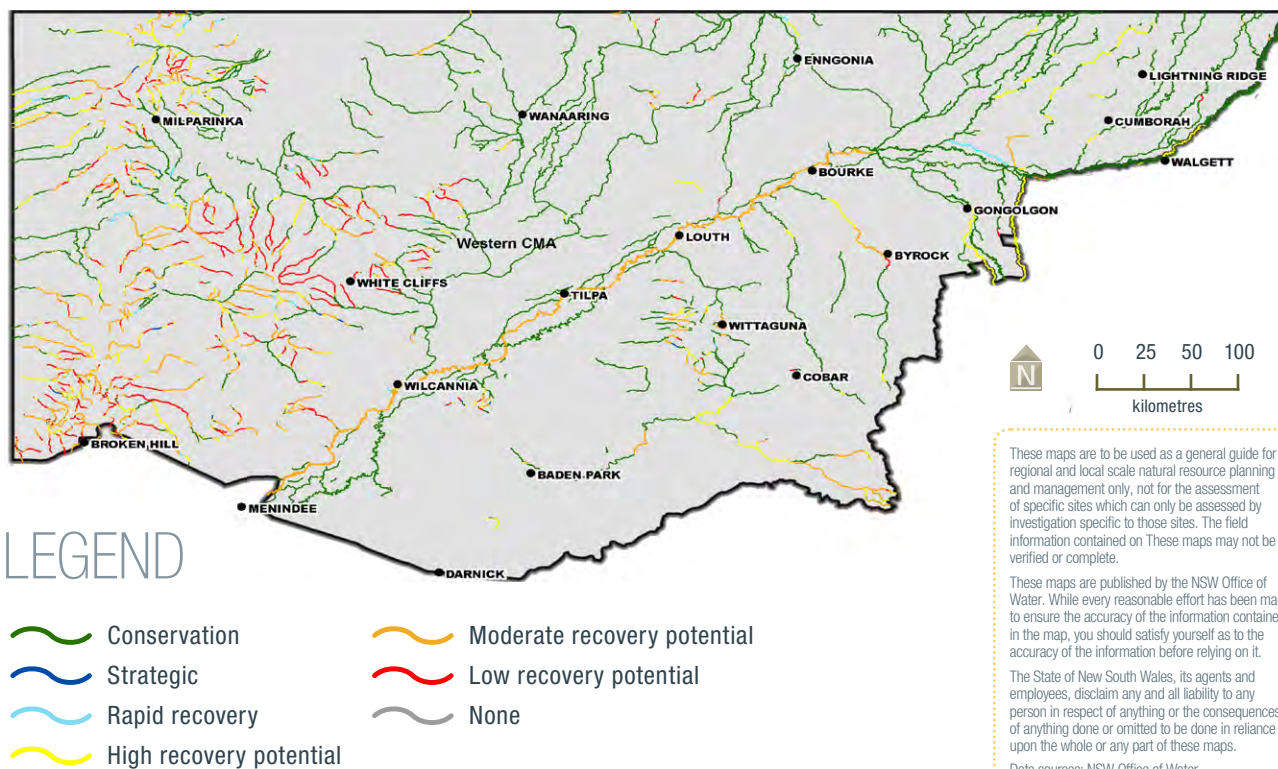 ENNGONIA
LIGHTNING RIDGE
MILPARINKA
WANAARING
CUMBORAH
WALGETT
BOURKE
GONGOLGON
LOUTH
Western CMA
BYROCK
WHITE CLIFFS
TILPA
WITTAGUNA
COBAR
WILCANNIA
BROKEN HILL
BADEN PARK
MENINDEE
DARNICK
N
0 25 50 100
kilometres
LEGEND
Conservation
Strategic
Rapid recovery
High recovery potential
Moderate recovery potential
Low recovery potential
None
These maps are to be used as a general guide for
regional and local scale natural resource planning
and management only, not for the assessment
of specific sites which can only be assessed by
investigation specific to those sites. The field
information contained on These maps may not be
verified or complete.
These maps are published by the NSW Office of
Water. While every reasonable effort has been ma
to ensure the accuracy of the information containe
in the map, you should satisfy yourself as to the
accuracy of the information before relying on it.
The State of New South Wales, its agents and
employees, disclaim any and all liability to any
person in respect of anything or the consequences
of anything done or omitted to be done in reliance
upon the whole or any part of these maps.
Data sources: NSW Office of Water